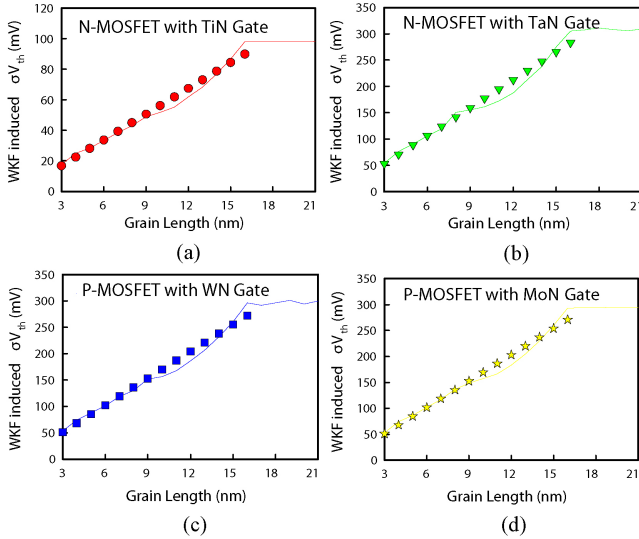 N-MOSFET with TiN Gate
120
100
80
60
40
20
0
WKF induced σVth (mV)
3 6 9 12 15 18 21
Grain Length (nm)
(a)
N-MOSFET with TaN Gate
350
300
250
200
150
100
50
0
WKF induced σVth (mV)
3 6 9 12 15 18 21
Grain Length (nm)
(b)
P-MOSFET with WN Gate
350
300
250
200
150
100
50
0
WKF induced σVth (mV)
3 6 9 12 15 18 21
Grain Length (nm)
(c)
P-MOSFET with MoN Gate
350
300
250
200
150
100
50
0
WKF induced σVth (mV)
3 6 9 12 15 18 21
Grain Length (nm)
(d)